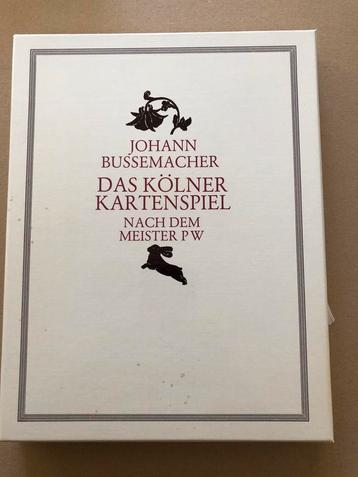 JOHANN
BUSSEMACHER
DAS KÖLNER
KARTENSPIEL
NACH DEM
MEISTER PW